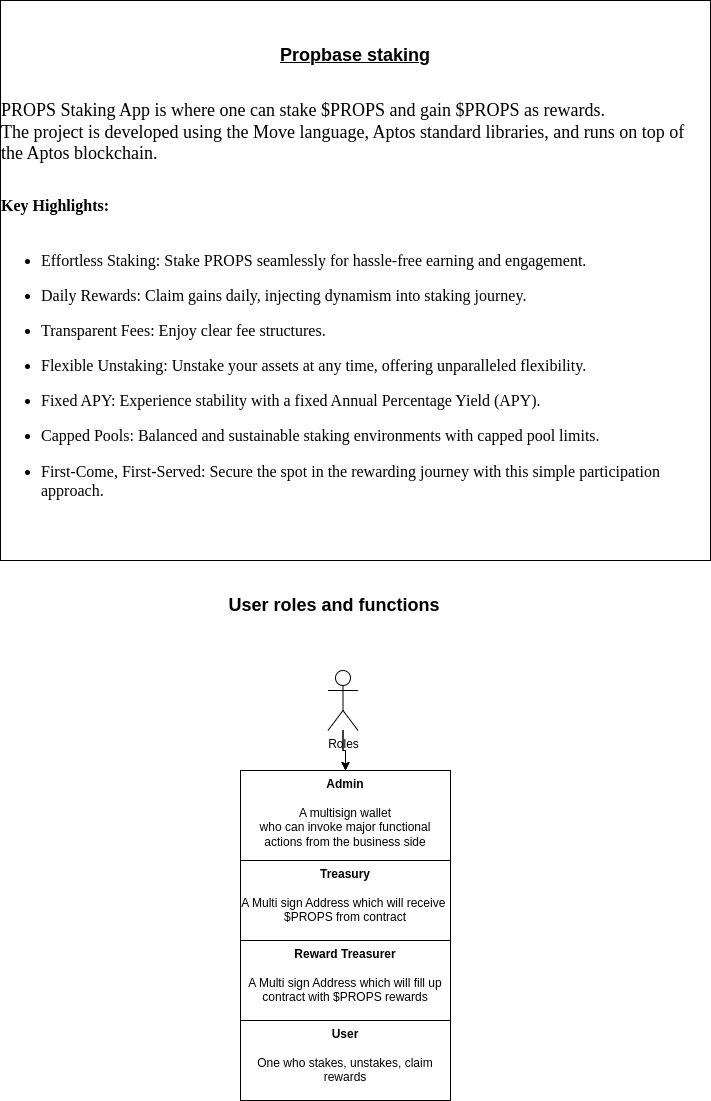 Propbase staking
PROPS Staking App is where one can stake $PROPS and gain $PROPS as rewards.
The project is developed using the Move language, Aptos standard libraries, and runs on top of
the Aptos blockchain.
Key Highlights:
• Effortless Staking: Stake PROPS seamlessly for hassle-free earning and engagement.
• Daily Rewards: Claim gains daily, injecting dynamism into staking journey.
• Transparent Fees: Enjoy clear fee structures.
• Flexible Unstaking: Unstake your assets at any time, offering unparalleled flexibility.
• Fixed APY: Experience stability with a fixed Annual Percentage Yield (APY).
• Capped Pools: Balanced and sustainable staking environments with capped pool limits.
• First-Come, First-Served: Secure the spot in the rewarding journey with this simple participation
approach.
User roles and functions
Roles
Admin
A multisign wallet
who can invoke major functional
actions from the business side
Treasury
A Multi sign Address which will receive
$PROPS from contract
Reward Treasurer
A Multi sign Address which will fill up
contract with $PROPS rewards
User
One who stakes, unstakes, claim
rewards